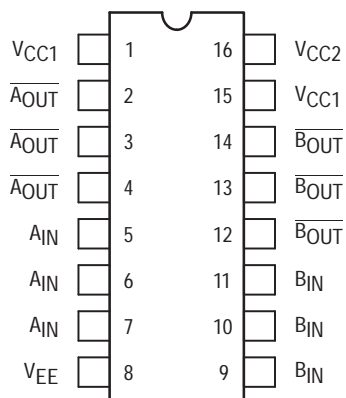 VCC1 1 16 VCC2
AOUT 2 15 VCC1
AOUT 3 14 BOUT
AOUT 4 13 BOUT
AIN 5 12 BOUT
AIN 6 11 BIN
AIN 7 10 BIN
VEE 8 9 BIN